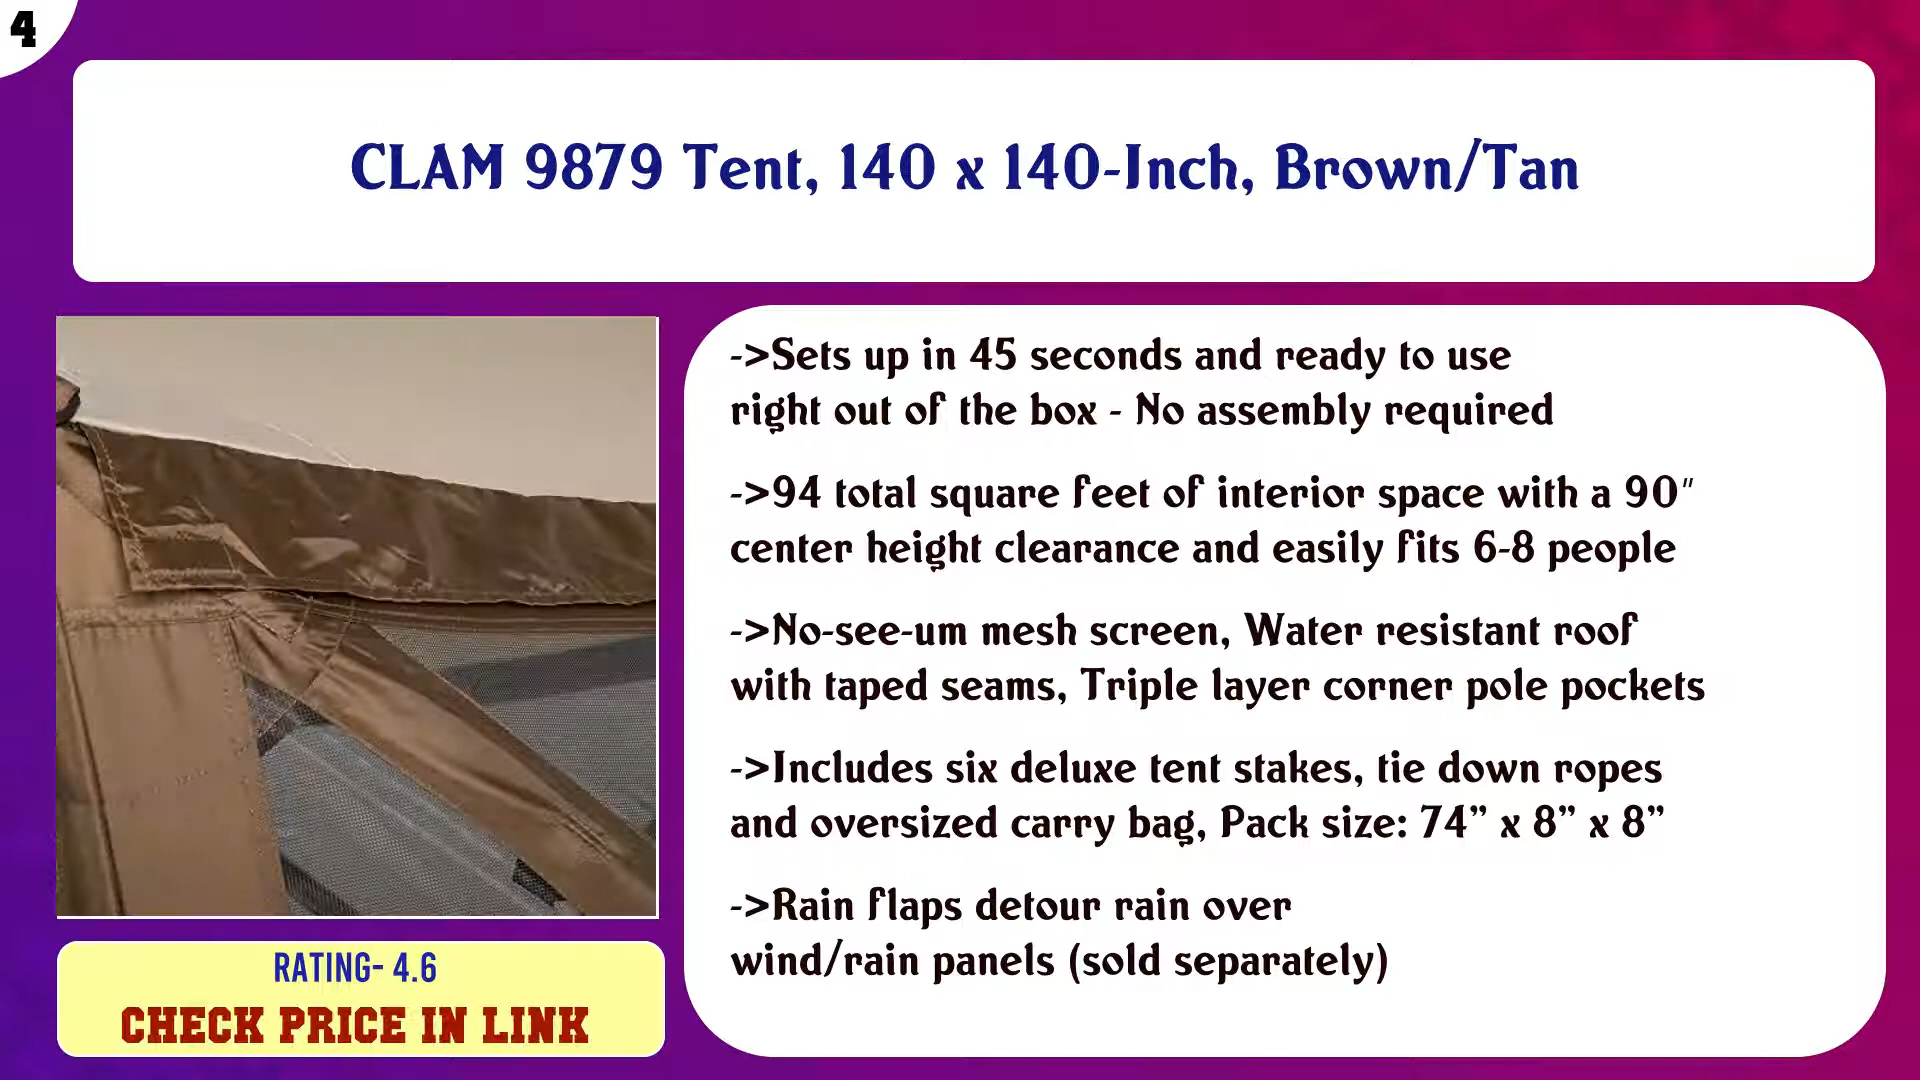 4
CLAM 9879 Tent, 140 x 140-Inch, Brown/Tan
->Sets up in 45 seconds and ready to use
right out of the box - No assembly required
->94 total square feet of interior space with a 90"
center height clearance and easily fits 6-8 people
->No-see-um mesh screen, Water resistant roof
with taped seams, Triple layer corner pole pockets
->Includes six deluxe tent stakes, tie down ropes
and oversized carry bag, Pack size: 74” x 8” x 8”
->Rain flaps detour rain over
wind/rain panels (sold separately)
RATING- 4.6
CHECK PRICE IN LINK